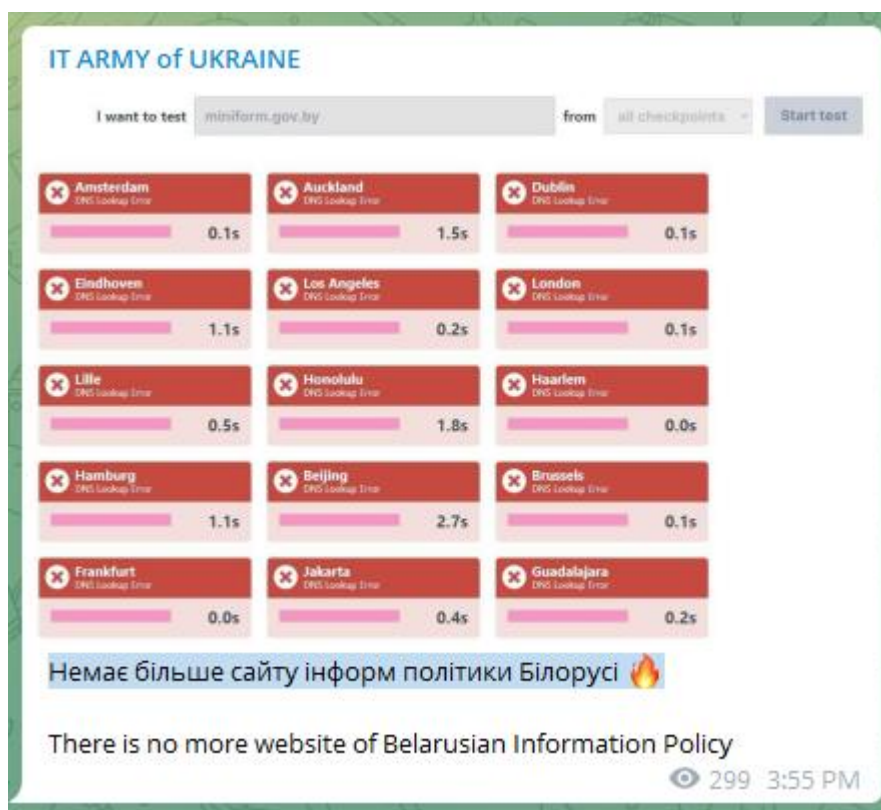 IT ARMY of UKRAINE
I want to test miniform.gov.by from all checkpoints Start test
Amsterdam Auckland Dublin
DNS Lookup Error DNS Lookup Error DNS Lookup Error
0.1s 1.5s 0.1s
Eindhoven Los Angeles London
DNS Lookup Error DNS Lookup Error DNS Lookup Error
1.1s 0.2s 0.1s
Lille Honolulu Haarlem
DNS Lookup Error DNS Lookup Error DNS Lookup Error
0.5s 1.8s 0.0s
Hamburg Beijing Brussels
DNS Lookup Error DNS Lookup Error DNS Lookup Error
1.1s 2.7s 0.1s
Frankfurt Jakarta Guadalajara
DNS Lookup Error DNS Lookup Error DNS Lookup Error
0.0s 0.4s 0.2s
Немає більше сайту інформ політики Білорусі 🔥
There is no more website of Belarusian Information Policy
299 3:55 PM